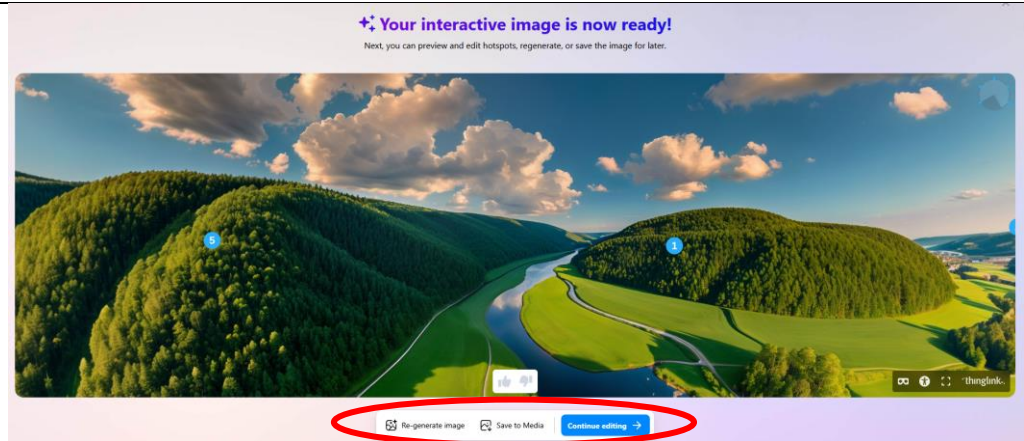 Your interactive image is now ready!
Next, you can preview and edit hotspots, regenerate, or save the image for later.
5
1
thinglink..
Re-generate image
Save to Media
Continue editing